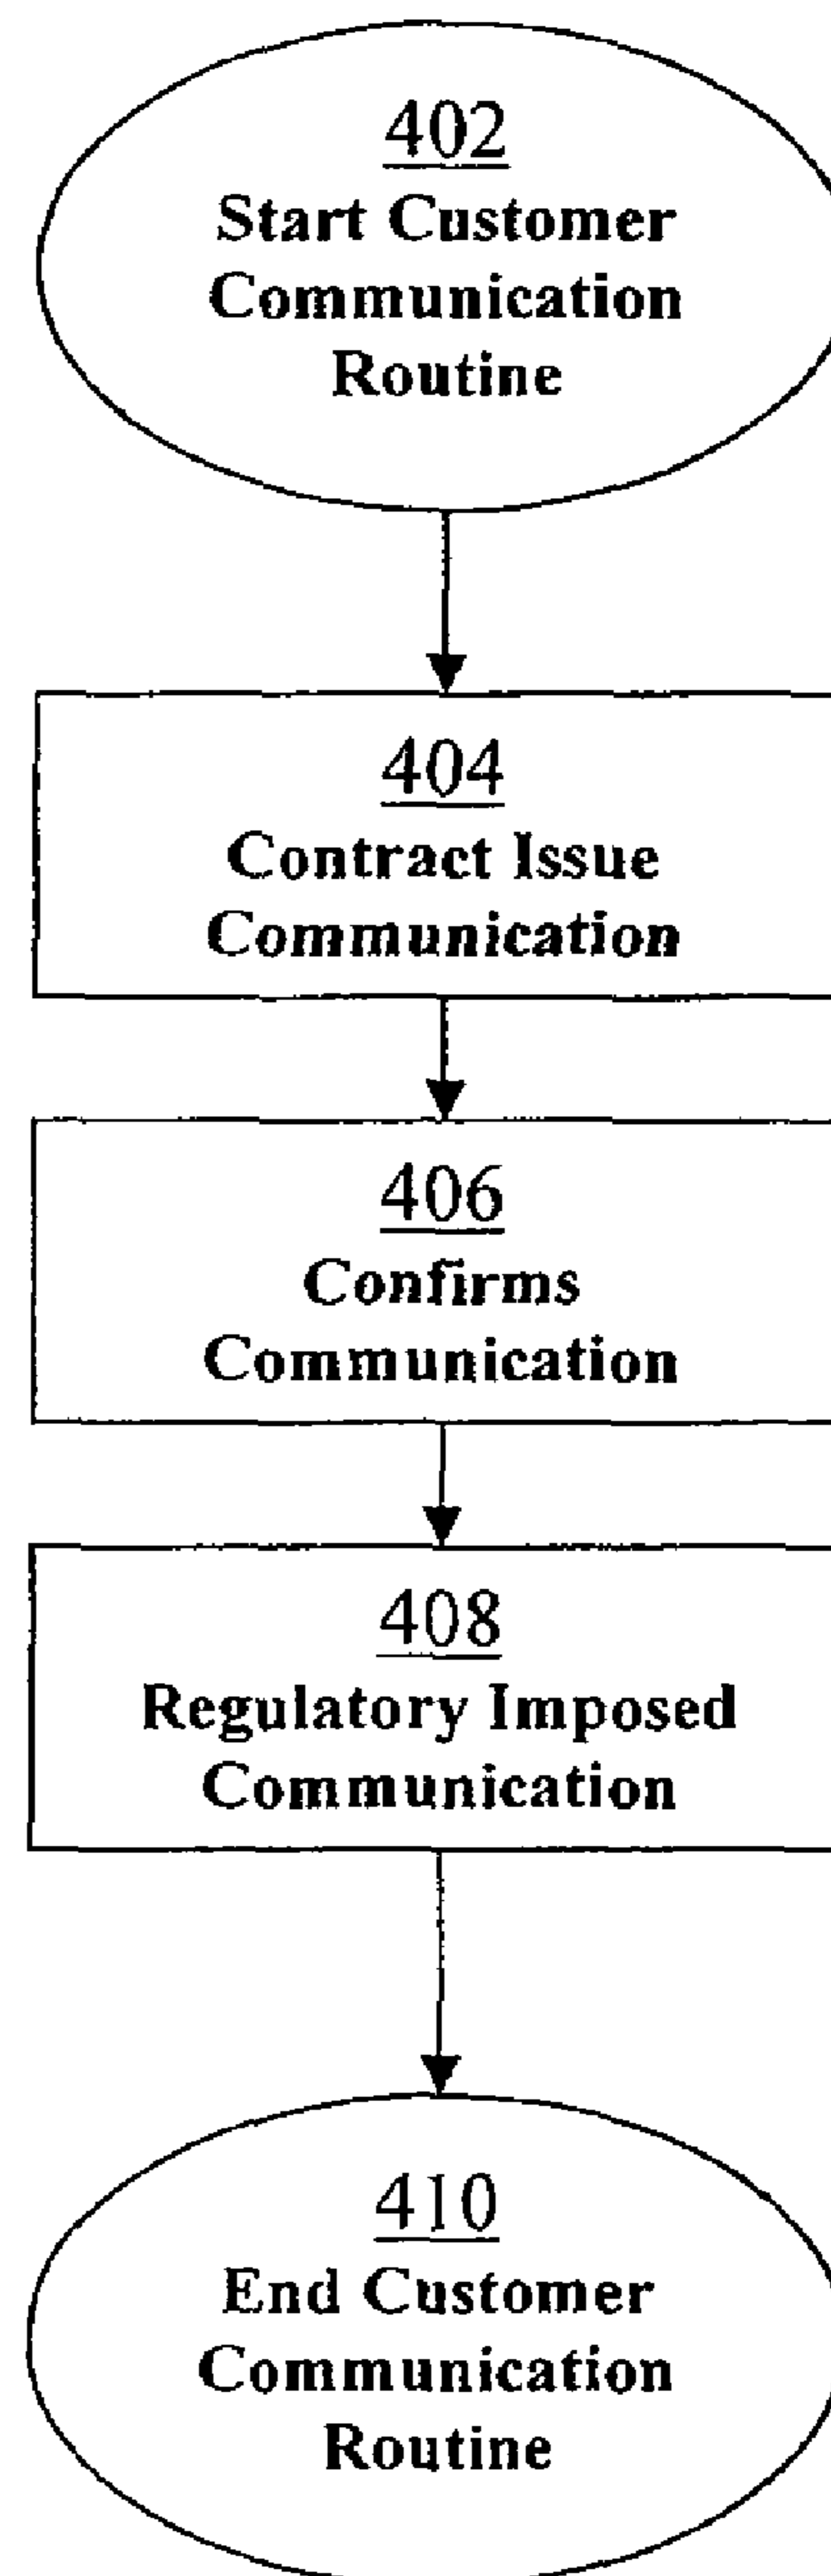 402
Start Customer
Communication
Routine
404
Contract Issue
Communication
406
Confirms
Communication
408
Regulatory Imposed
Communication
410
End Customer
Communication
Routine